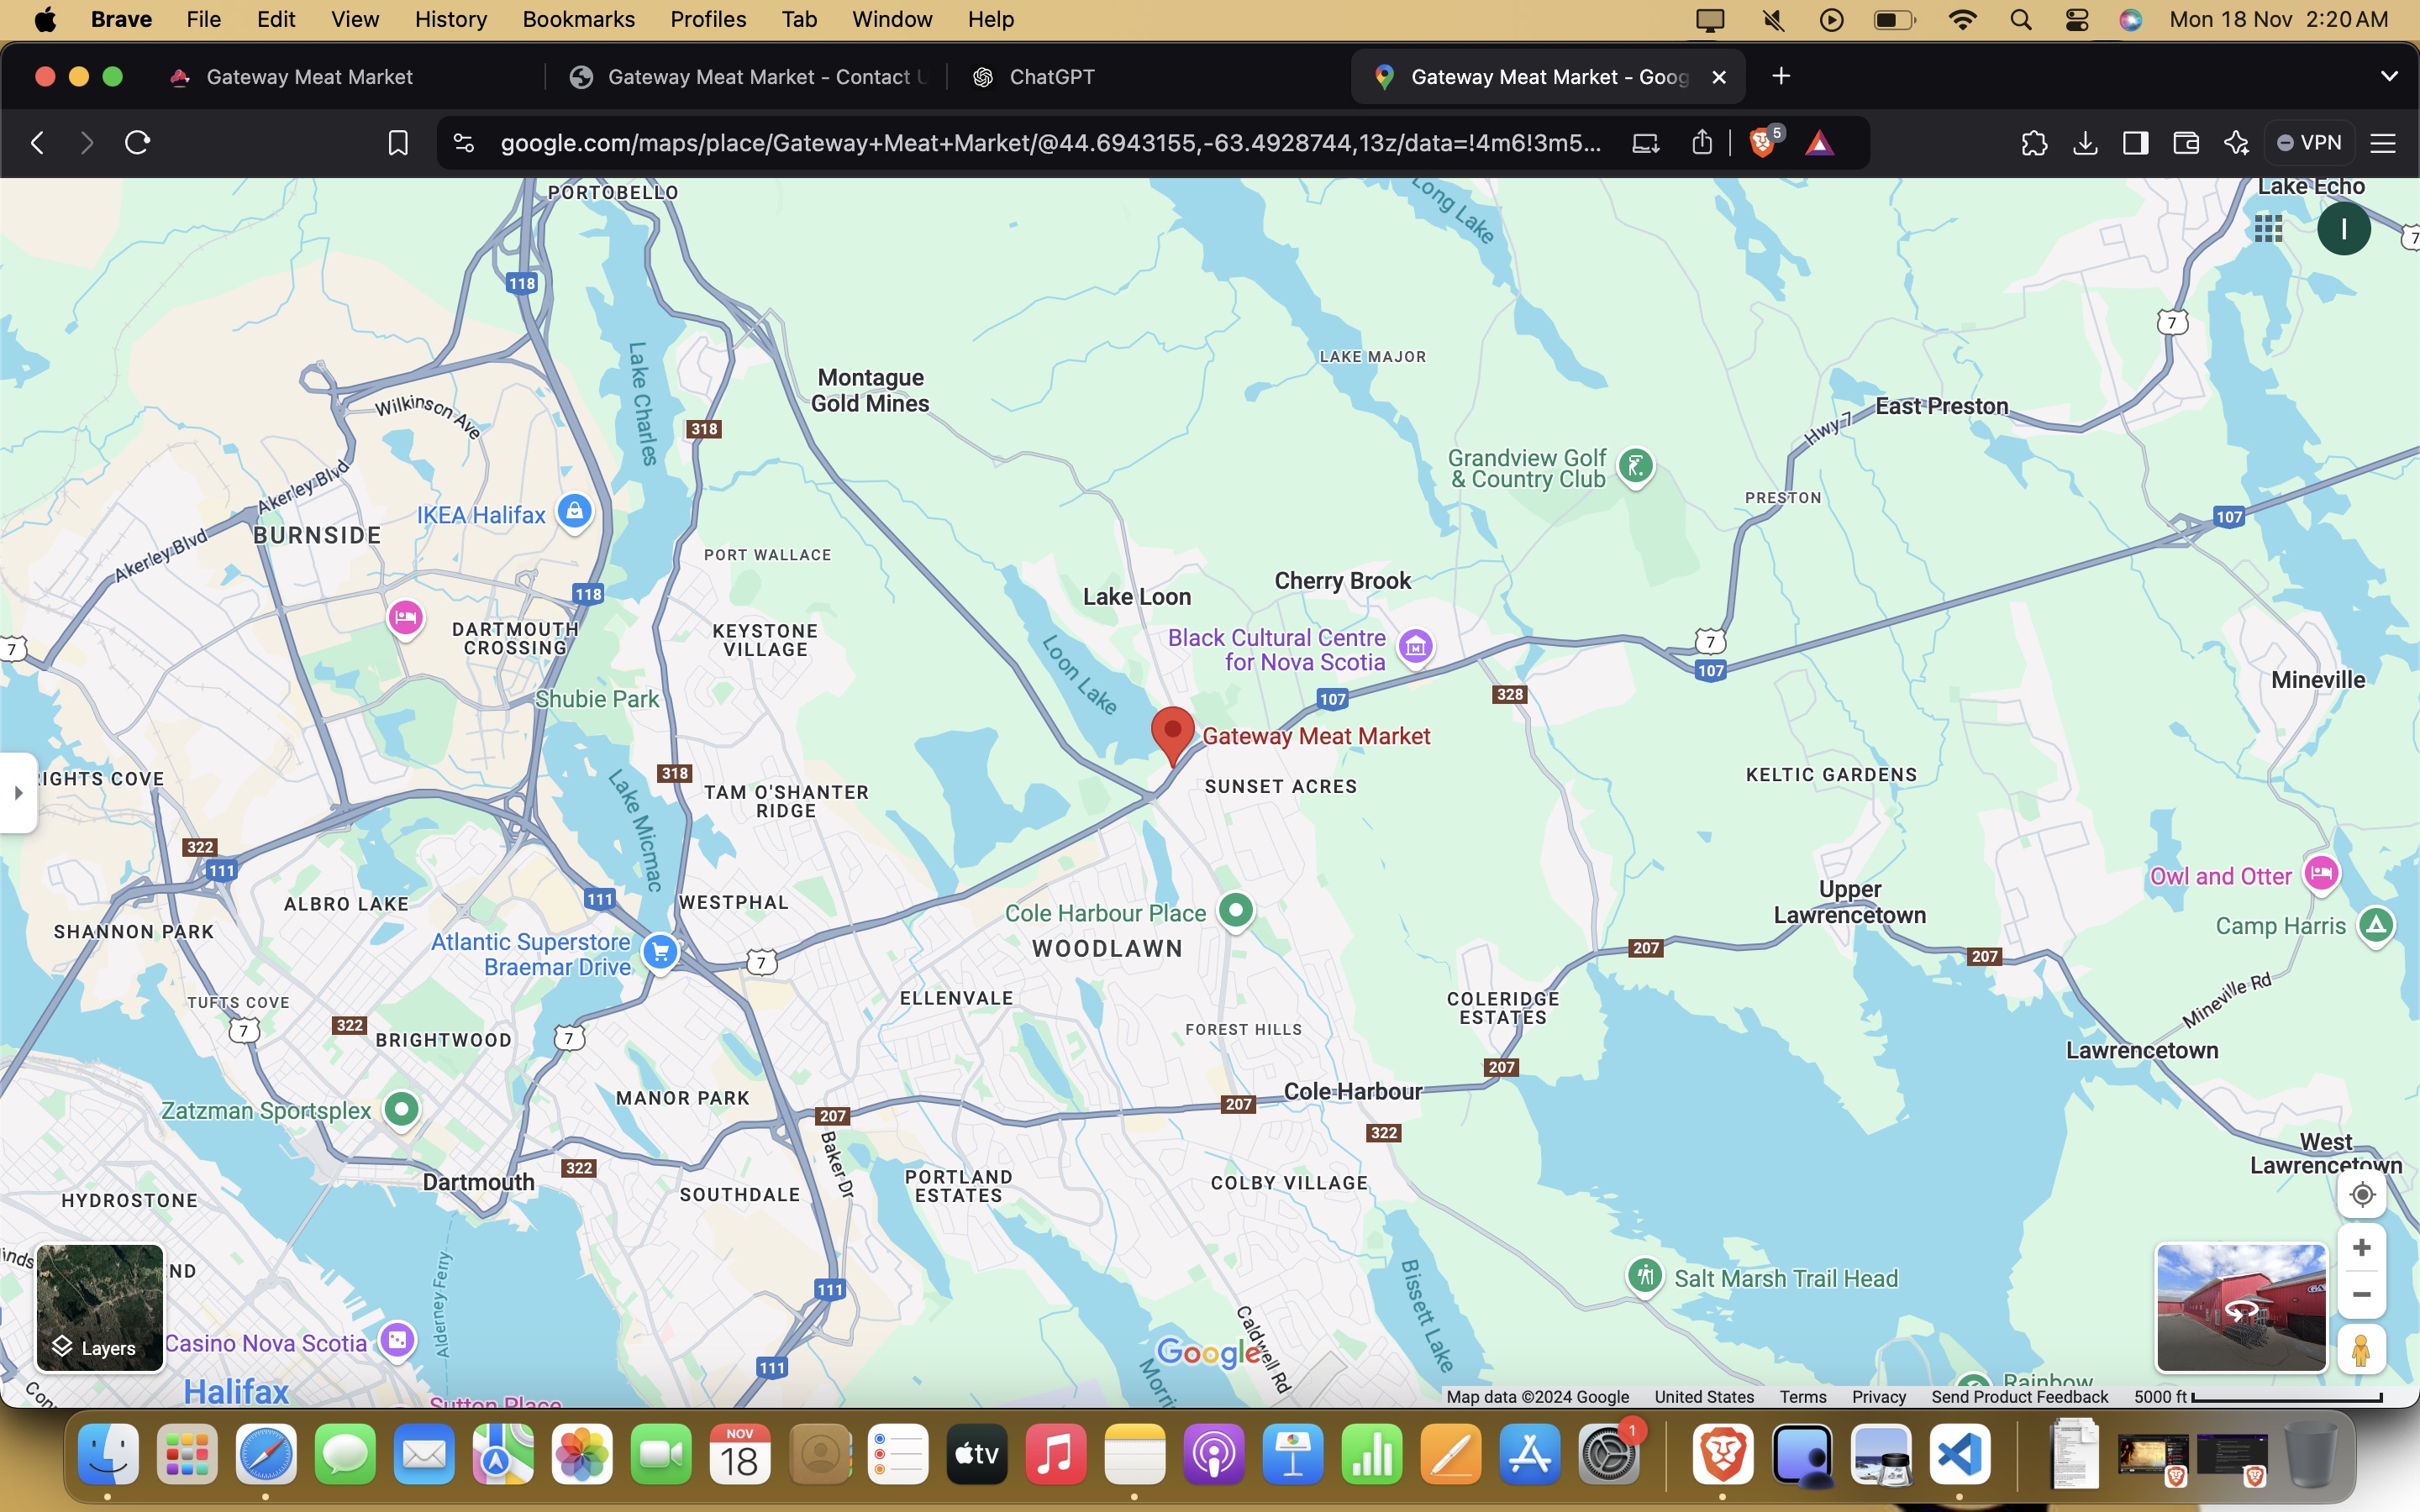 Brave File Edit View History Bookmarks Profiles Tab Window Help
Mon 18 Nov 2:20 AM
Gateway Meat Market
Gateway Meat Market - Contact U
ChatGPT
Gateway Meat Market - Goog
google.com/maps/place/Gateway+Meat+Market/@44.6943155,-63.4928744,13z/data=!4m6!3m5...
5
VPN
PORTOBELLO
Long Lake
Lake Echo
I
7
118
7
LAKE MAJOR
Lake Charles
Montague
Gold Mines
Wilkinson Ave
318
East Preston
Hwy 7
Grandview Golf
& Country Club
Akerley Blvd
PRESTON
107
IKEA Halifax
BURNSIDE
Akerley Blvd
PORT WALLACE
Cherry Brook
118
Lake Loon
DARTMOUTH
CROSSING
KEYSTONE
VILLAGE
Black Cultural Centre
for Nova Scotia
7
7
107
Loon Lake
Mineville
Shubie Park
107
328
Gateway Meat Market
318
IGHTS COVE
KELTIC GARDENS
SUNSET ACRES
TAM O'SHANTER
RIDGE
Lake Micmac
322
111
Owl and Otter
Upper
Lawrencetown
111
ALBRO LAKE
WESTPHAL
Cole Harbour Place
Camp Harris
SHANNON PARK
Atlantic Superstore
Braemar Drive
WOODLAWN
207
207
7
Mineville Rd
TUFTS COVE
ELLENVALE
COLERIDGE
ESTATES
322
7
BRIGHTWOOD
7
FOREST HILLS
Lawrencetown
207
Cole Harbour
MANOR PARK
Zatzman Sportsplex
207
207
322
West
Lawrencetown
Baker Dr
322
Dartmouth
PORTLAND
ESTATES
COLBY VILLAGE
SOUTHDALE
HYDROSTONE
ND
Salt Marsh Trail Head
111
Alderney Ferry
Bissett Lake
Casino Nova Scotia
Layers
Caldwell Rd
Google
111
Morri
Halifax
Sutton Place
Rainbow
Map data ©2024 Google United States Terms Privacy Send Product Feedback 5000 ft
NOV
18
tv
1